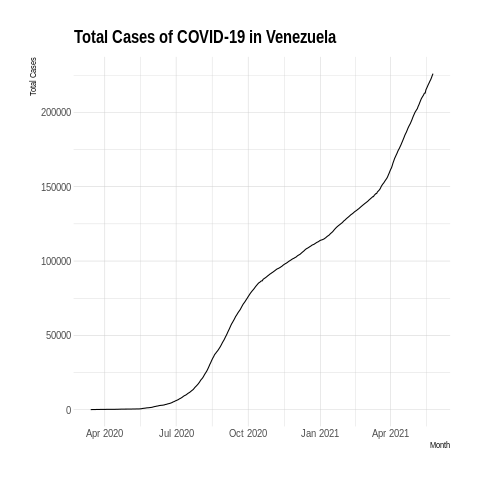 Total Cases of COVID-19 in Venezuela
Total Cases
200000
150000
100000
50000
0
Apr 2020 Jul 2020 Oct 2020 Jan 2021 Apr 2021
Month